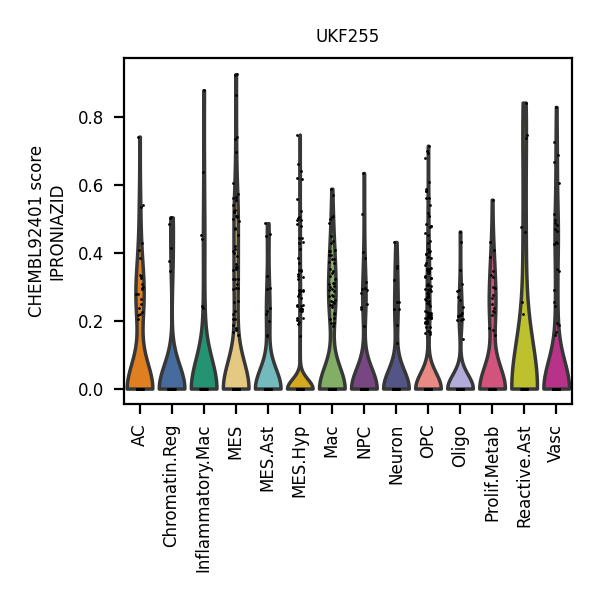 UKF255
CHEMBL92401 score
IPRONIAZID
0.8
0.6
0.4
0.2
0.0
AC
Chromatin.Reg
Inflammatory.Mac
MES
MES.Ast
MES.Hyp
Mac
NPC
Neuron
OPC
Oligo
Prolif.Metab
Reactive.Ast
Vasc